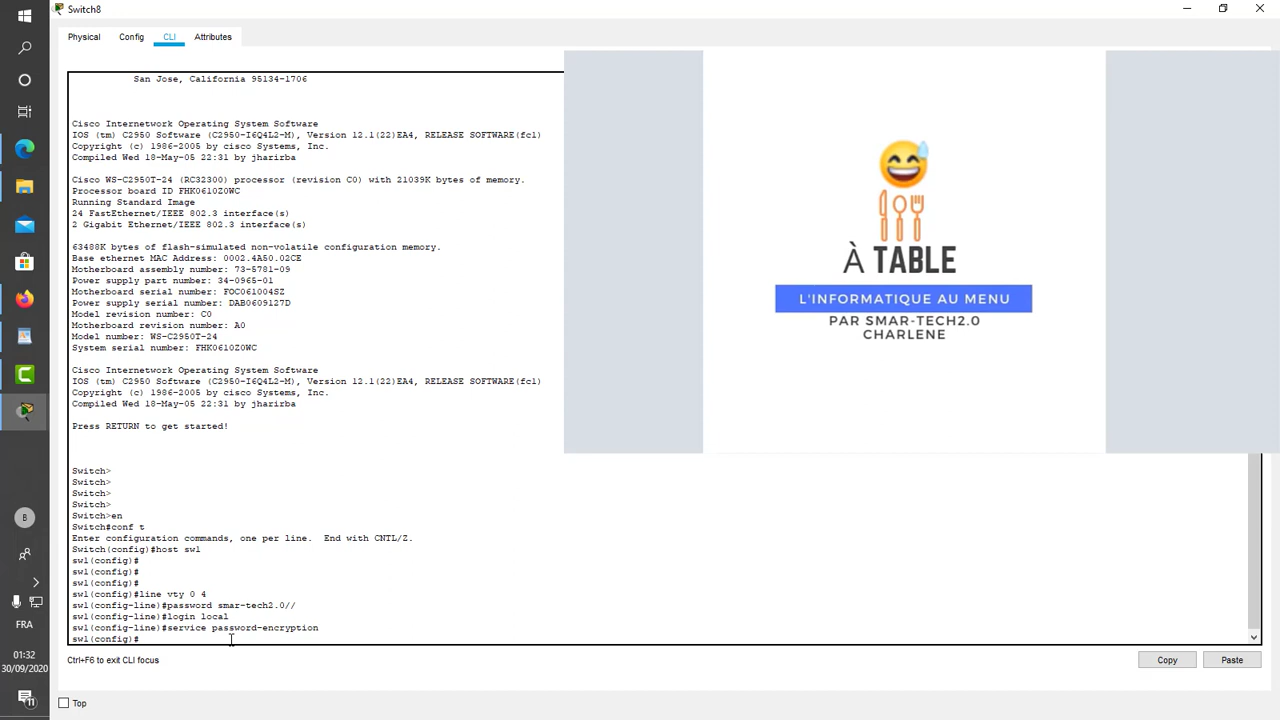 Switch8
Physical
Config
CLI
Attributes
San Jose, California 95134-1706
Cisco Internetwork Operating System Software
IOS (tm) C2950 Software (C2950-I6Q4L2-M), Version 12.1(22)EA4, RELEASE SOFTWARE(fc1)
Copyright (c) 1986-2005 by cisco Systems, Inc.
Compiled Wed 18-May-05 22:31 by jharirba
Cisco WS-C2950T-24 (RC32300) processor (revision C0) with 21039K bytes of memory.
Processor board ID FHK0610Z0WC
Running Standard Image
24 FastEthernet/IEEE 802.3 interface(s)
2 Gigabit Ethernet/IEEE 802.3 interface(s)
63488K bytes of flash-simulated non-volatile configuration memory.
Base ethernet MAC Address: 0002.4A50.02CE
Motherboard assembly number: 73-5781-09
Power supply part number: 34-0965-01
Motherboard serial number: FOC061004SZ
Power supply serial number: DAB0609127D
Model revision number: C0
Motherboard revision number: A0
Model number: WS-C2950T-24
System serial number: FHK0610Z0WC
Cisco Internetwork Operating System Software
IOS (tm) C2950 Software (C2950-I6Q4L2-M), Version 12.1(22)EA4, RELEASE SOFTWARE(fc1)
Copyright (c) 1986-2005 by cisco Systems, Inc.
Compiled Wed 18-May-05 22:31 by jharirba
Press RETURN to get started!
Switch>
Switch>
Switch>
Switch>
Switch>en
Switch#conf t
Enter configuration commands, one per line.  End with CNTL/Z.
Switch(config)#host sw1
sw1(config)#
sw1(config)#
sw1(config)#
sw1(config)#line vty 0 4
sw1(config-line)#password smar-tech2.0//
sw1(config-line)#login local
sw1(config-line)#service password-encryption
sw1(config)#
À TABLE
L'INFORMATIQUE AU MENU
PAR SMAR-TECH2.0
CHARLENE
Ctrl+F6 to exit CLI focus
Copy
Paste
Top
B
FRA
01:32
30/09/2020
11